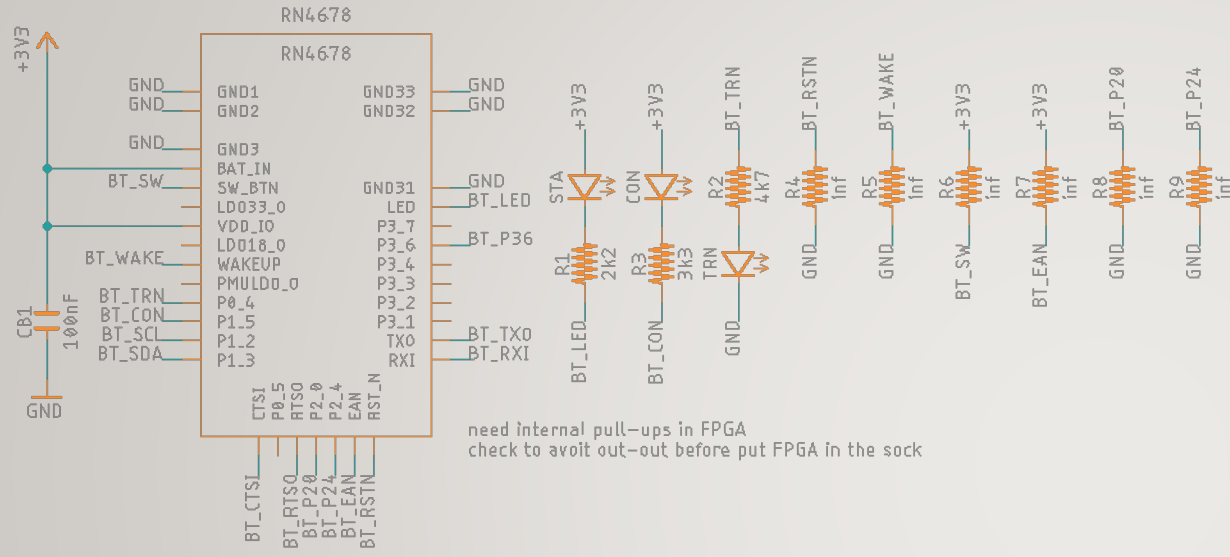 RN4678
RN4678
+3V3
GND
GND
GND
BT_SW
BT_WAKE
BT_TRN
BT_CON
BT_SCL
BT_SDA
GND1
GND2
GND3
BAT_IN
SW_BTN
LDO33_O
VDD_IO
LDO18_O
WAKEUP
PMULDO_O
P0_4
P1_5
P1_2
P1_3
GND33
GND32
GND31
LED
P3_7
P3_6
P3_4
P3_3
P3_2
P3_1
TXO
RXI
GND
GND
GND
BT_LED
BT_P36
BT_TXO
BT_RXI
CTSI
P0_5
RTSO
P2_0
P2_4
EAN
RST_N
BT_CTSI
BT_RTSO
BT_P20
BT_P24
BT_EAN
BT_RSTN
CB1
100nF
GND
+3V3
STA
R1
2k2
BT_LED
+3V3
CON
R3
3k3
BT_CON
BT_TRN
R2
4k7
TRN
GND
BT_RSTN
R4
inf
GND
BT_WAKE
R5
inf
GND
+3V3
R6
inf
BT_SW
+3V3
R7
inf
BT_EAN
BT_P20
R8
inf
GND
BT_P24
R9
inf
GND
need internal pull-ups in FPGA
check to avoit out-out before put FPGA in the sock